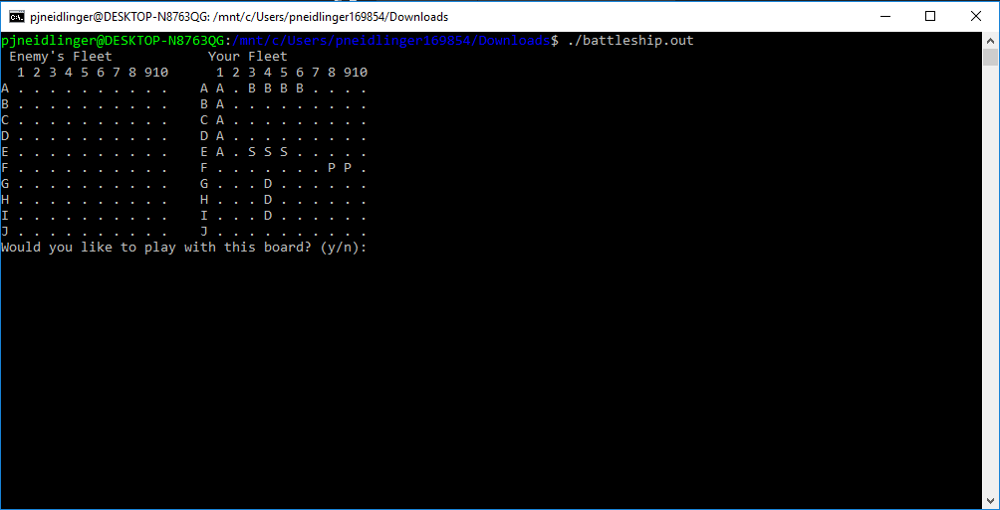 pjneidlinger@DESKTOP-N8763QG: /mnt/c/Users/pneidlinger169854/Downloads
pjneidlinger@DESKTOP-N8763QG:/mnt/c/Users/pneidlinger169854/Downloads$ ./battleship.out
 Enemy's Fleet            Your Fleet
  1 2 3 4 5 6 7 8 910      1 2 3 4 5 6 7 8 910
A . . . . . . . . . .    A A . B B B B . . . .
B . . . . . . . . . .    B A . . . . . . . . .
C . . . . . . . . . .    C A . . . . . . . . .
D . . . . . . . . . .    D A . . . . . . . . .
E . . . . . . . . . .    E A . S S S . . . . .
F . . . . . . . . . .    F . . . . . . . P P .
G . . . . . . . . . .    G . . . D . . . . . .
H . . . . . . . . . .    H . . . D . . . . . .
I . . . . . . . . . .    I . . . D . . . . . .
J . . . . . . . . . .    J . . . . . . . . . .
Would you like to play with this board? (y/n):